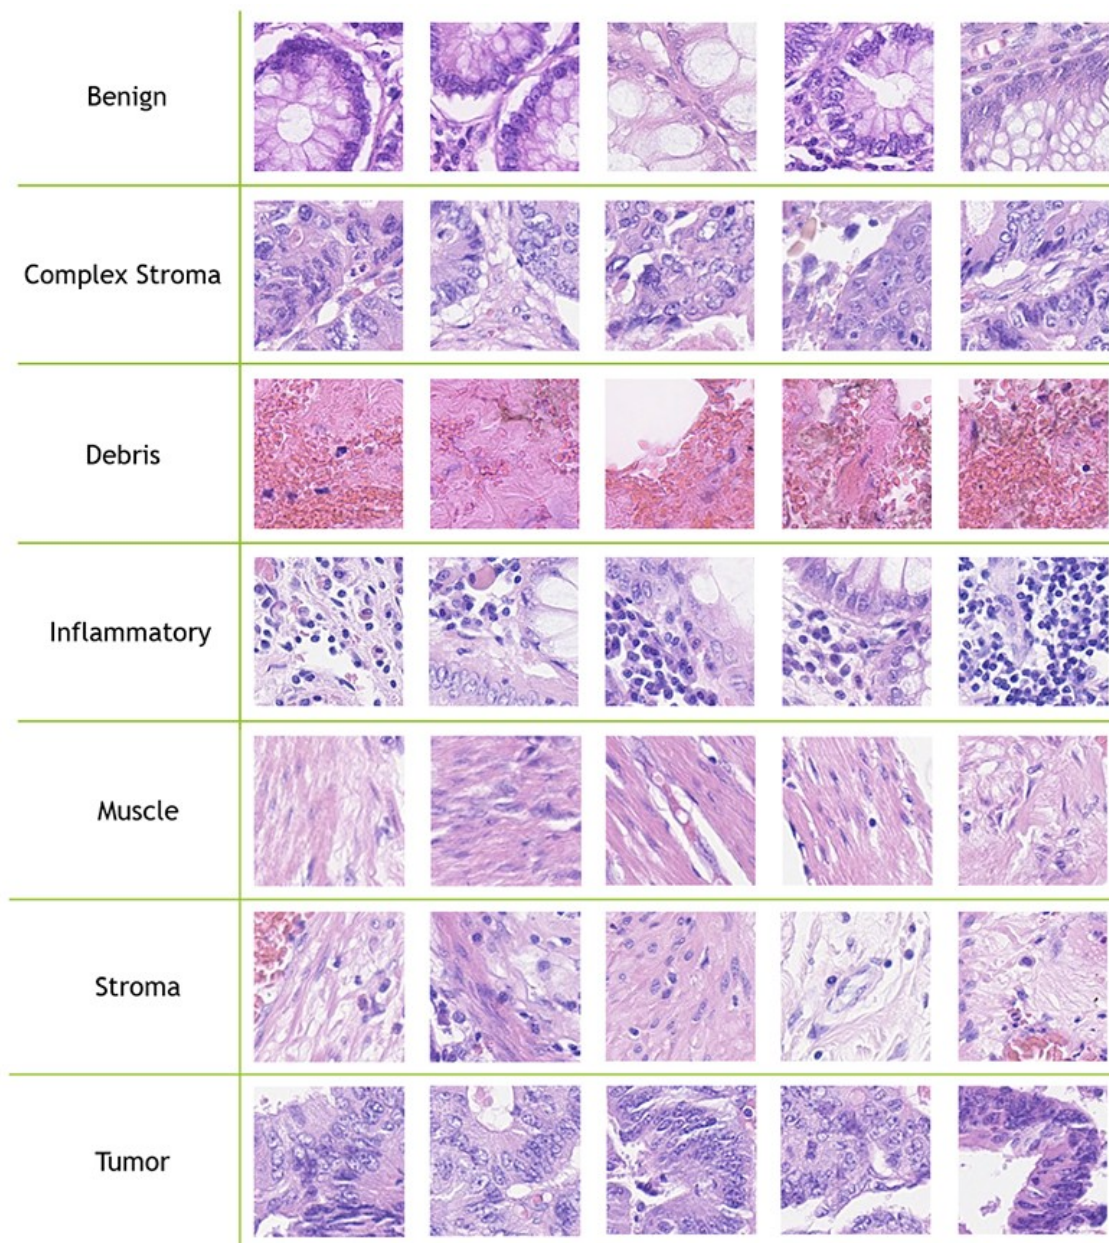 Benign
Complex Stroma
Debris
Inflammatory
Muscle
Stroma
Tumor